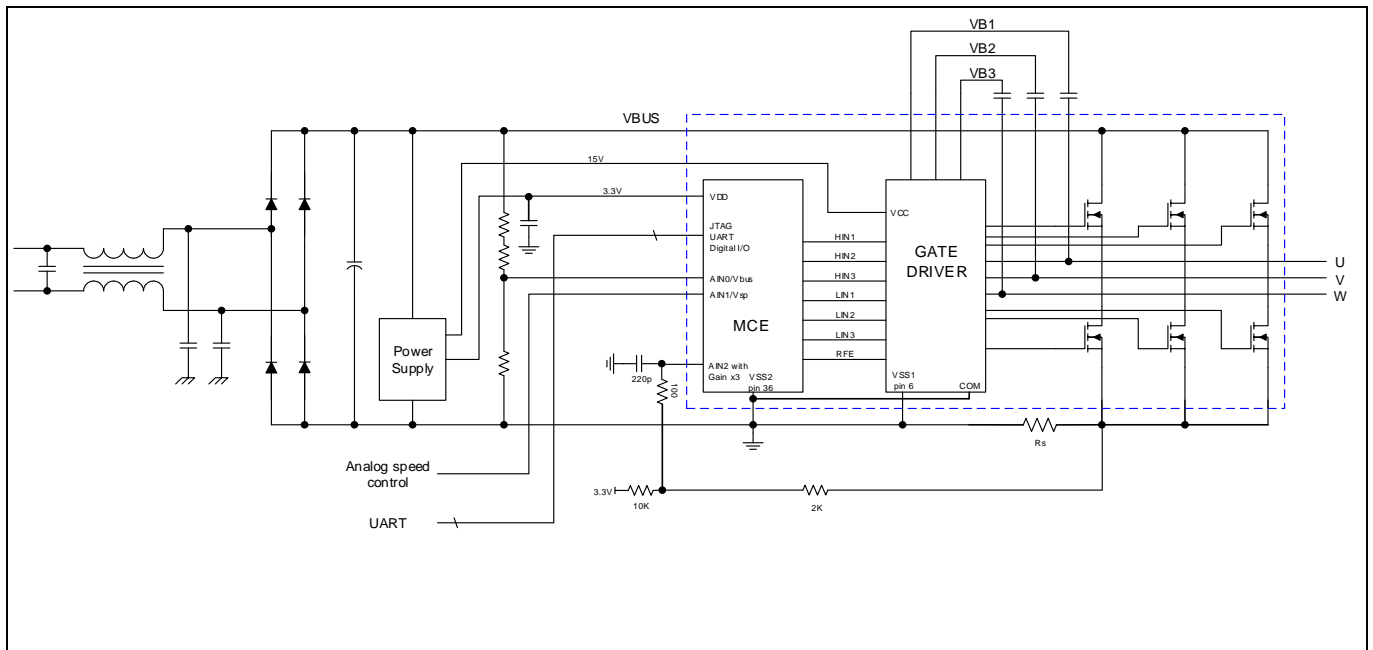 VB1
VB2
VB3
VBUS
15V
3.3V
VDD
JTAG
UART
Digital I/O
AIN0/Vbus
AIN1/Vsp
MCE
AIN2 with
Gain x3
VSS2
pin 36
HIN1
HIN2
HIN3
LIN1
LIN2
LIN3
RFE
VCC
GATE
DRIVER
VSS1
pin 6
COM
U
V
W
Power
Supply
220p
100
Rs
Analog speed
control
3.3V
10K
2K
UART